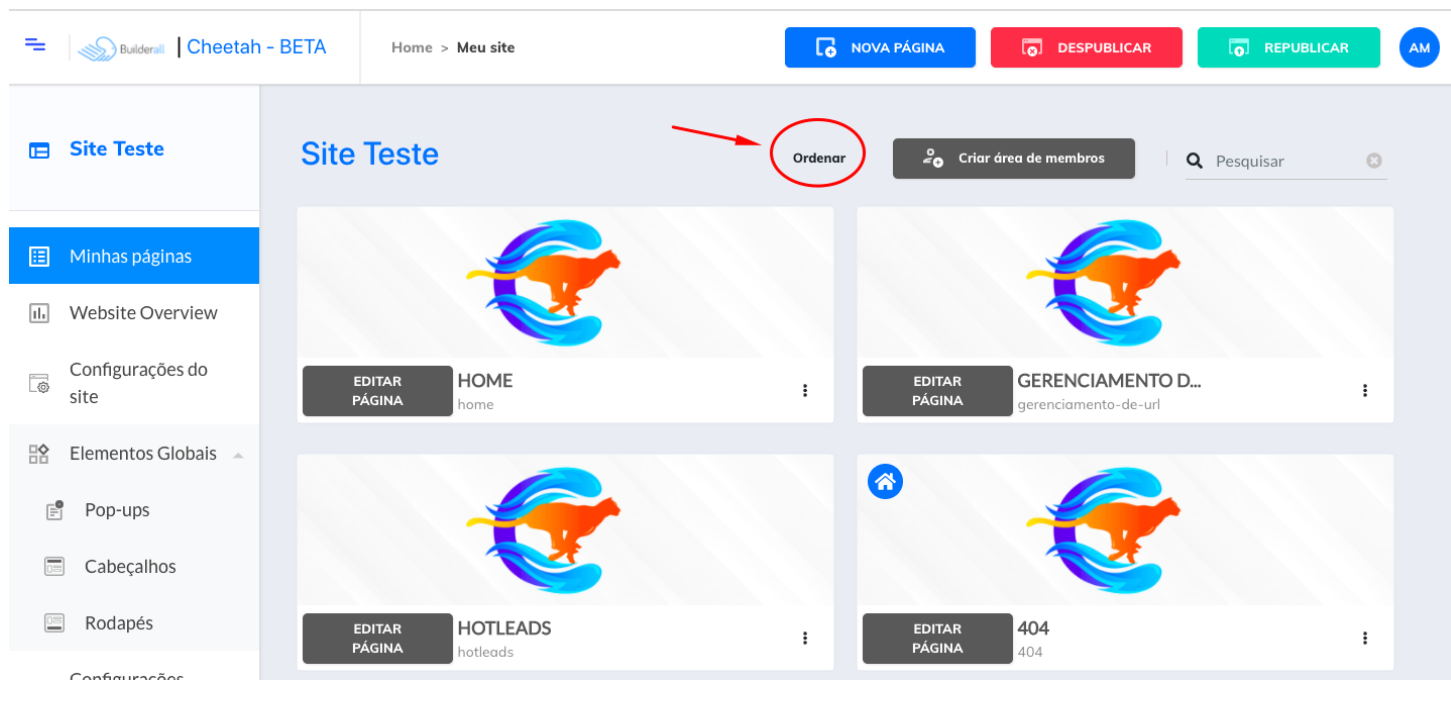 Builderall | Cheetah - BETA
Home > Meu site
NOVA PÁGINA
DESPUBLICAR
REPUBLICAR
AM
Site Teste
Minhas páginas
Website Overview
Configurações do
site
Elementos Globais
Pop-ups
Cabeçalhos
Rodapés
Configurações
Site Teste
Ordenar
Criar área de membros
Pesquisar
EDITAR
PÁGINA
HOME
home
EDITAR
PÁGINA
GERENCIAMENTO D...
gerenciamento-de-url
EDITAR
PÁGINA
HOTLEADS
hotleads
EDITAR
PÁGINA
404
404